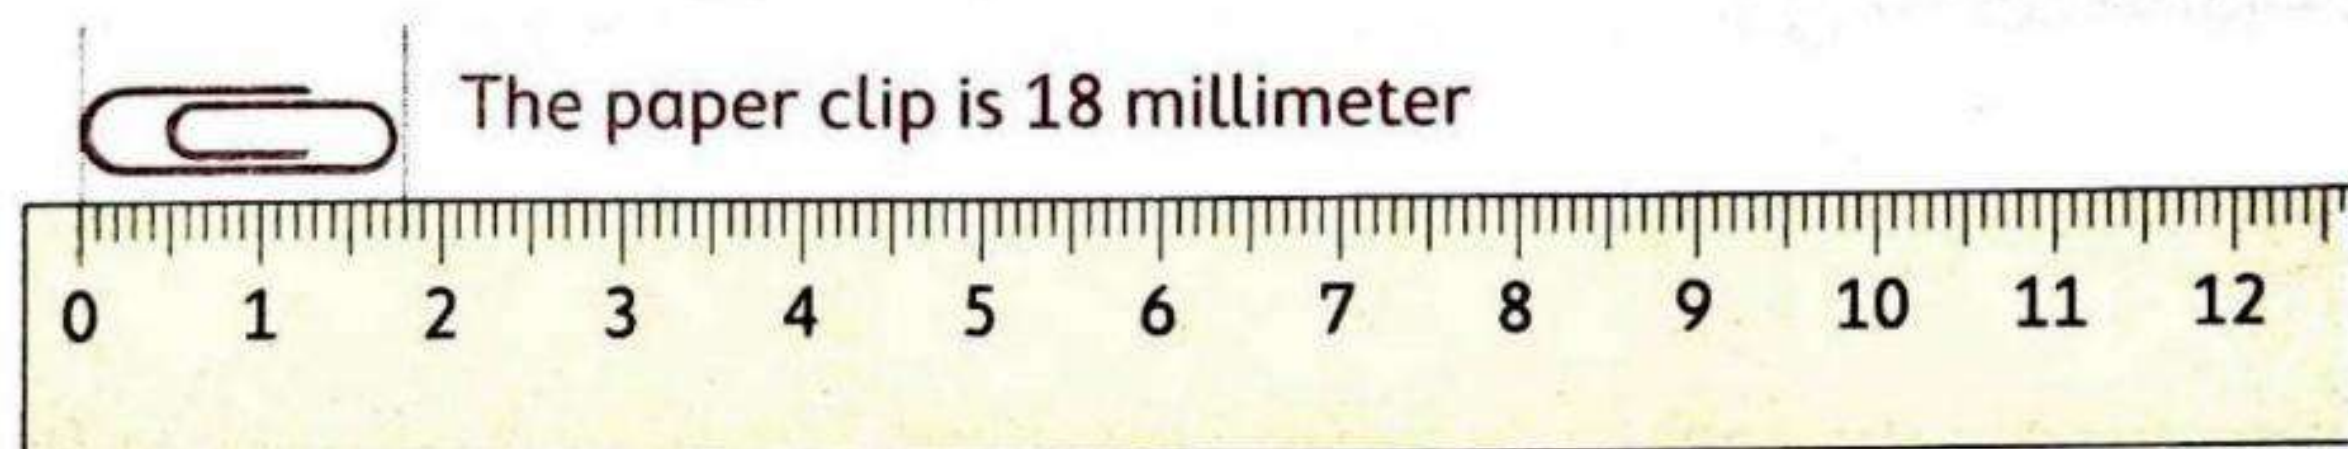 The paper clip is 18 millimeter
0 1 2 3 4 5 6 7 8 9 10 11 12